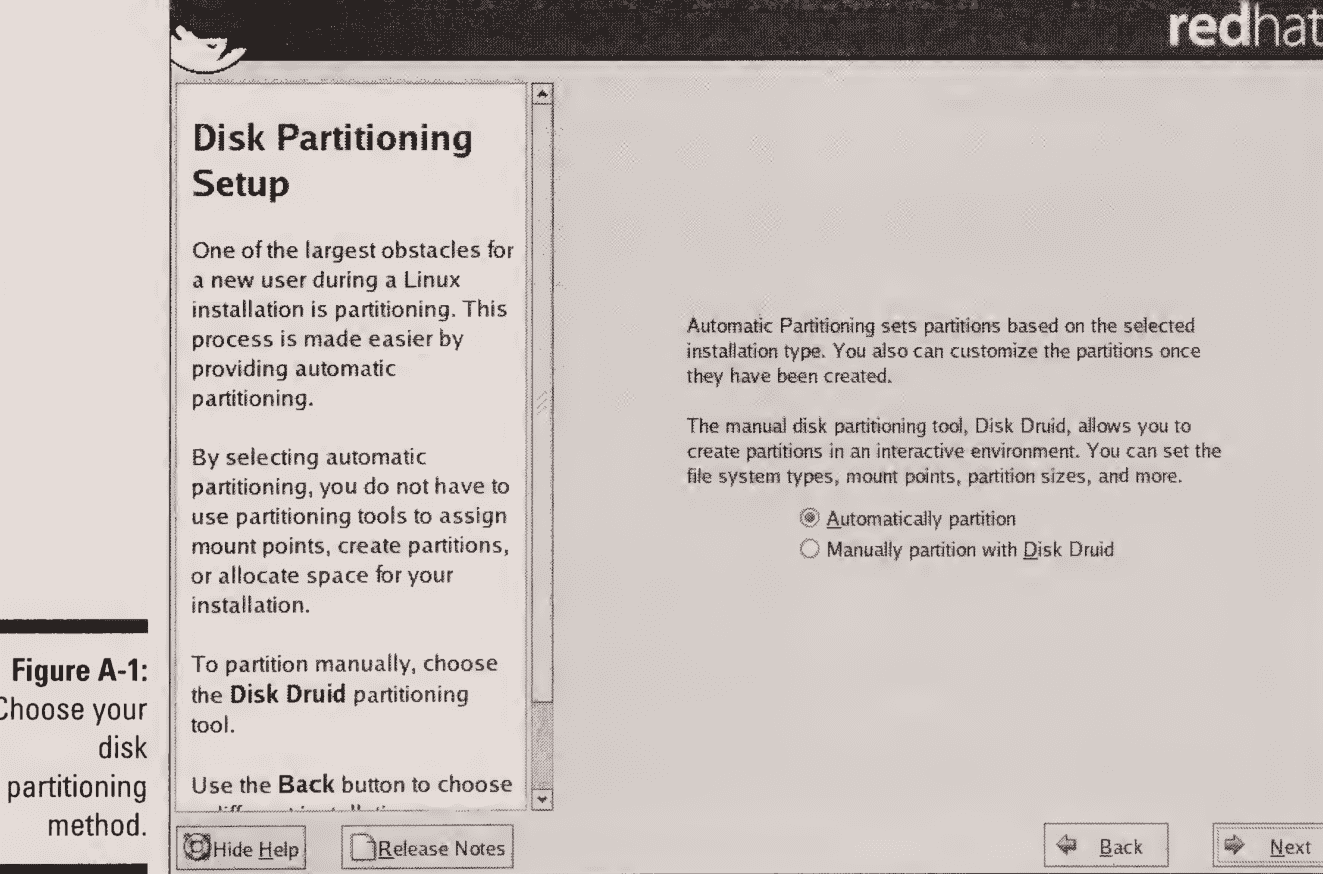 redhat
Disk Partitioning
Setup
One of the largest obstacles for
a new user during a Linux
installation is partitioning. This
process is made easier by
providing automatic
partitioning.
By selecting automatic
partitioning, you do not have to
use partitioning tools to assign
mount points, create partitions,
or allocate space for your
installation.
To partition manually, choose
the Disk Druid partitioning
tool.
Use the Back button to choose
Automatic Partitioning sets partitions based on the selected
installation type. You also can customize the partitions once
they have been created.
The manual disk partitioning tool, Disk Druid, allows you to
create partitions in an interactive environment. You can set the
file system types, mount points, partition sizes, and more.
Automatically partition
Manually partition with Disk Druid
Hide Help
Release Notes
Back
Next
Figure A-1:
Choose your
disk
partitioning
method.